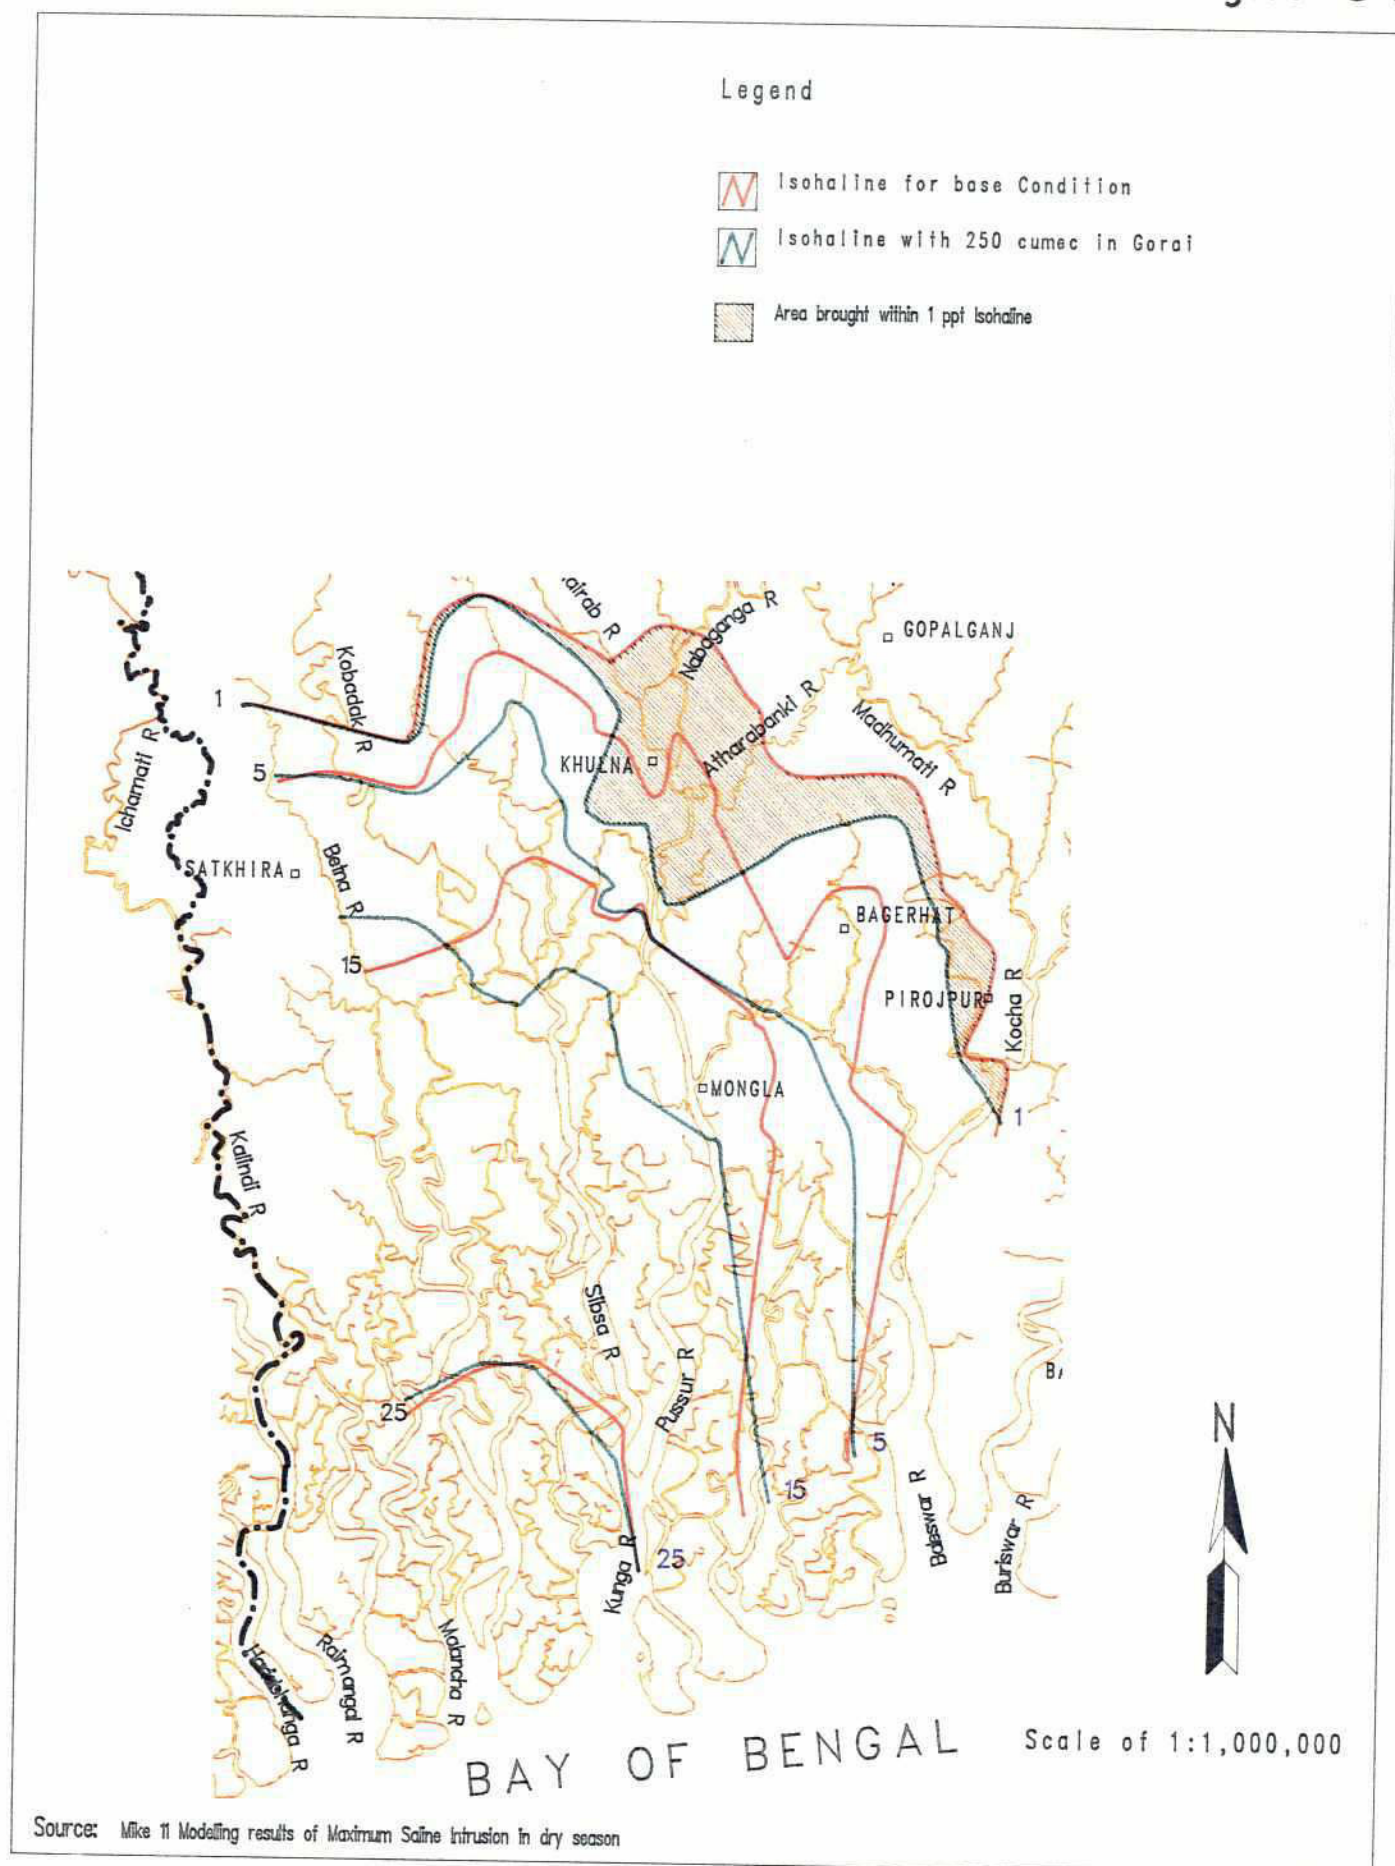 Legend
Isohaline for base Condition
Isohaline with 250 cumec in Gorai
Area brought within 1 ppt Isohaline
airab R
Nabaganga R
GOPALGANJ
Kobadak R
1
Atharabanki R
Madhumati R
Ichamati R
5
KHULNA
SATKHIRA
Betna R
BAGERHAT
15
PIROJPUR
Kocha R
MONGLA
1
Kalindi R
Sibsa R
Pussur R
25
5
15
Baleswar R
Buriswar R
25
Kunga R
Malancha R
Raimangal R
BAY OF BENGAL
Scale of 1:1,000,000
N
Source: Mike 11 Modelling results of Maximum Saline Intrusion in dry season